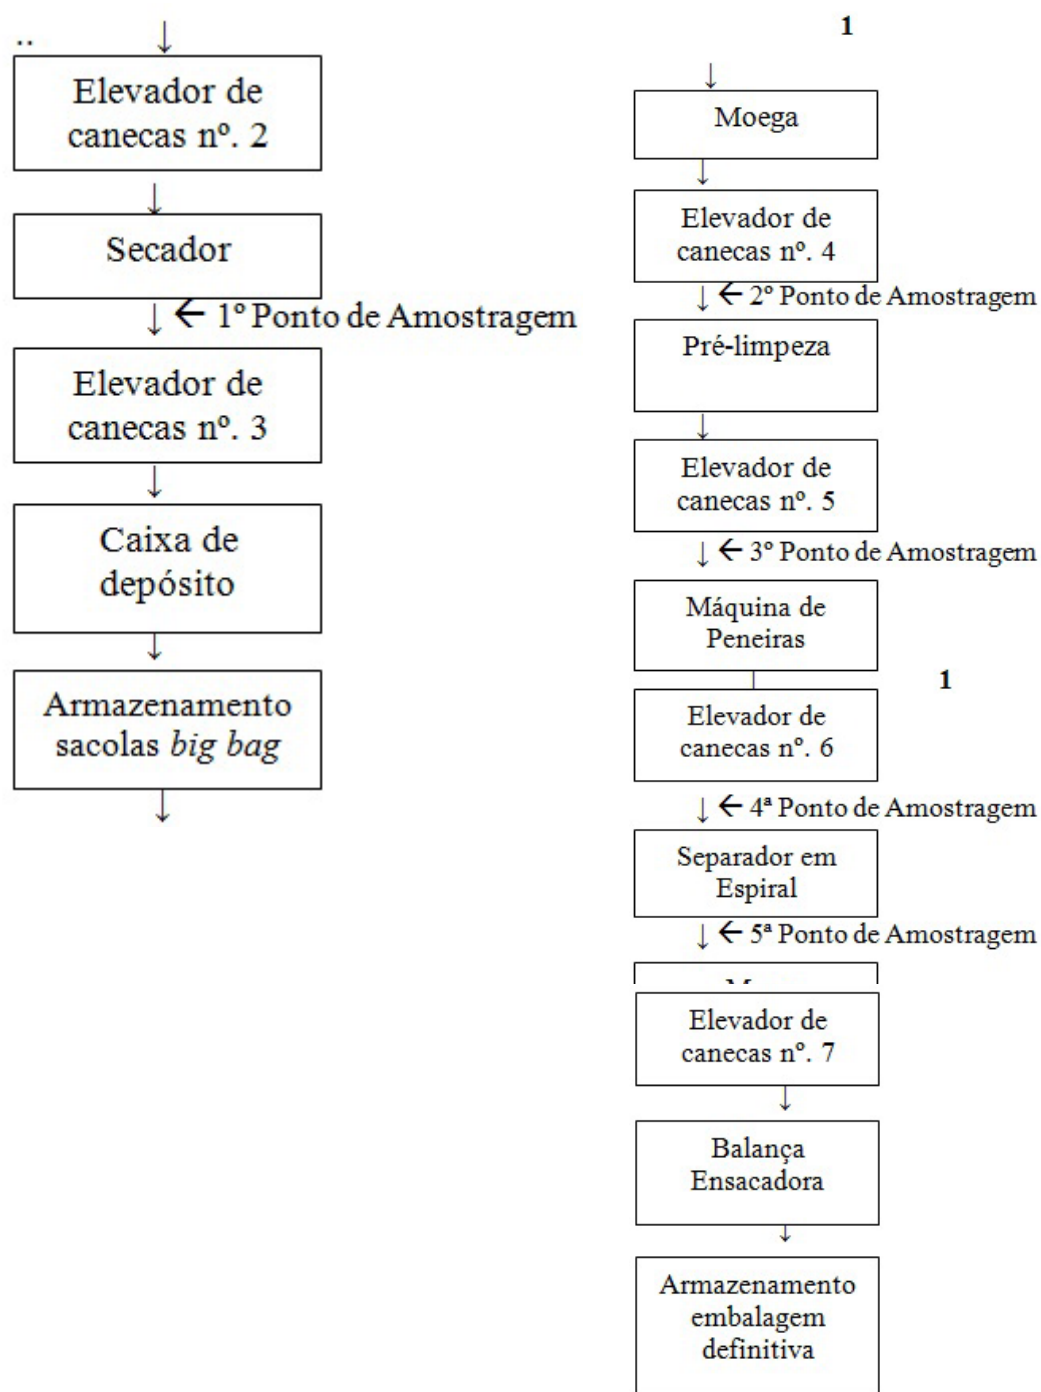 ..
↓
Elevador de
canecas nº. 2
↓
Secador
↓ ← 1º Ponto de Amostragem
Elevador de
canecas nº. 3
↓
Caixa de
depósito
↓
Armazenamento
sacolas big bag
↓
1
↓
Moega
↓
Elevador de
canecas nº. 4
↓ ← 2º Ponto de Amostragem
Pré-limpeza
↓
Elevador de
canecas nº. 5
↓ ← 3º Ponto de Amostragem
Máquina de
Peneiras
1
Elevador de
canecas nº. 6
↓ ← 4ª Ponto de Amostragem
Separador em
Espiral
↓ ← 5ª Ponto de Amostragem
Elevador de
canecas nº. 7
↓
Balança
Ensacadora
↓
Armazenamento
embalagem
definitiva